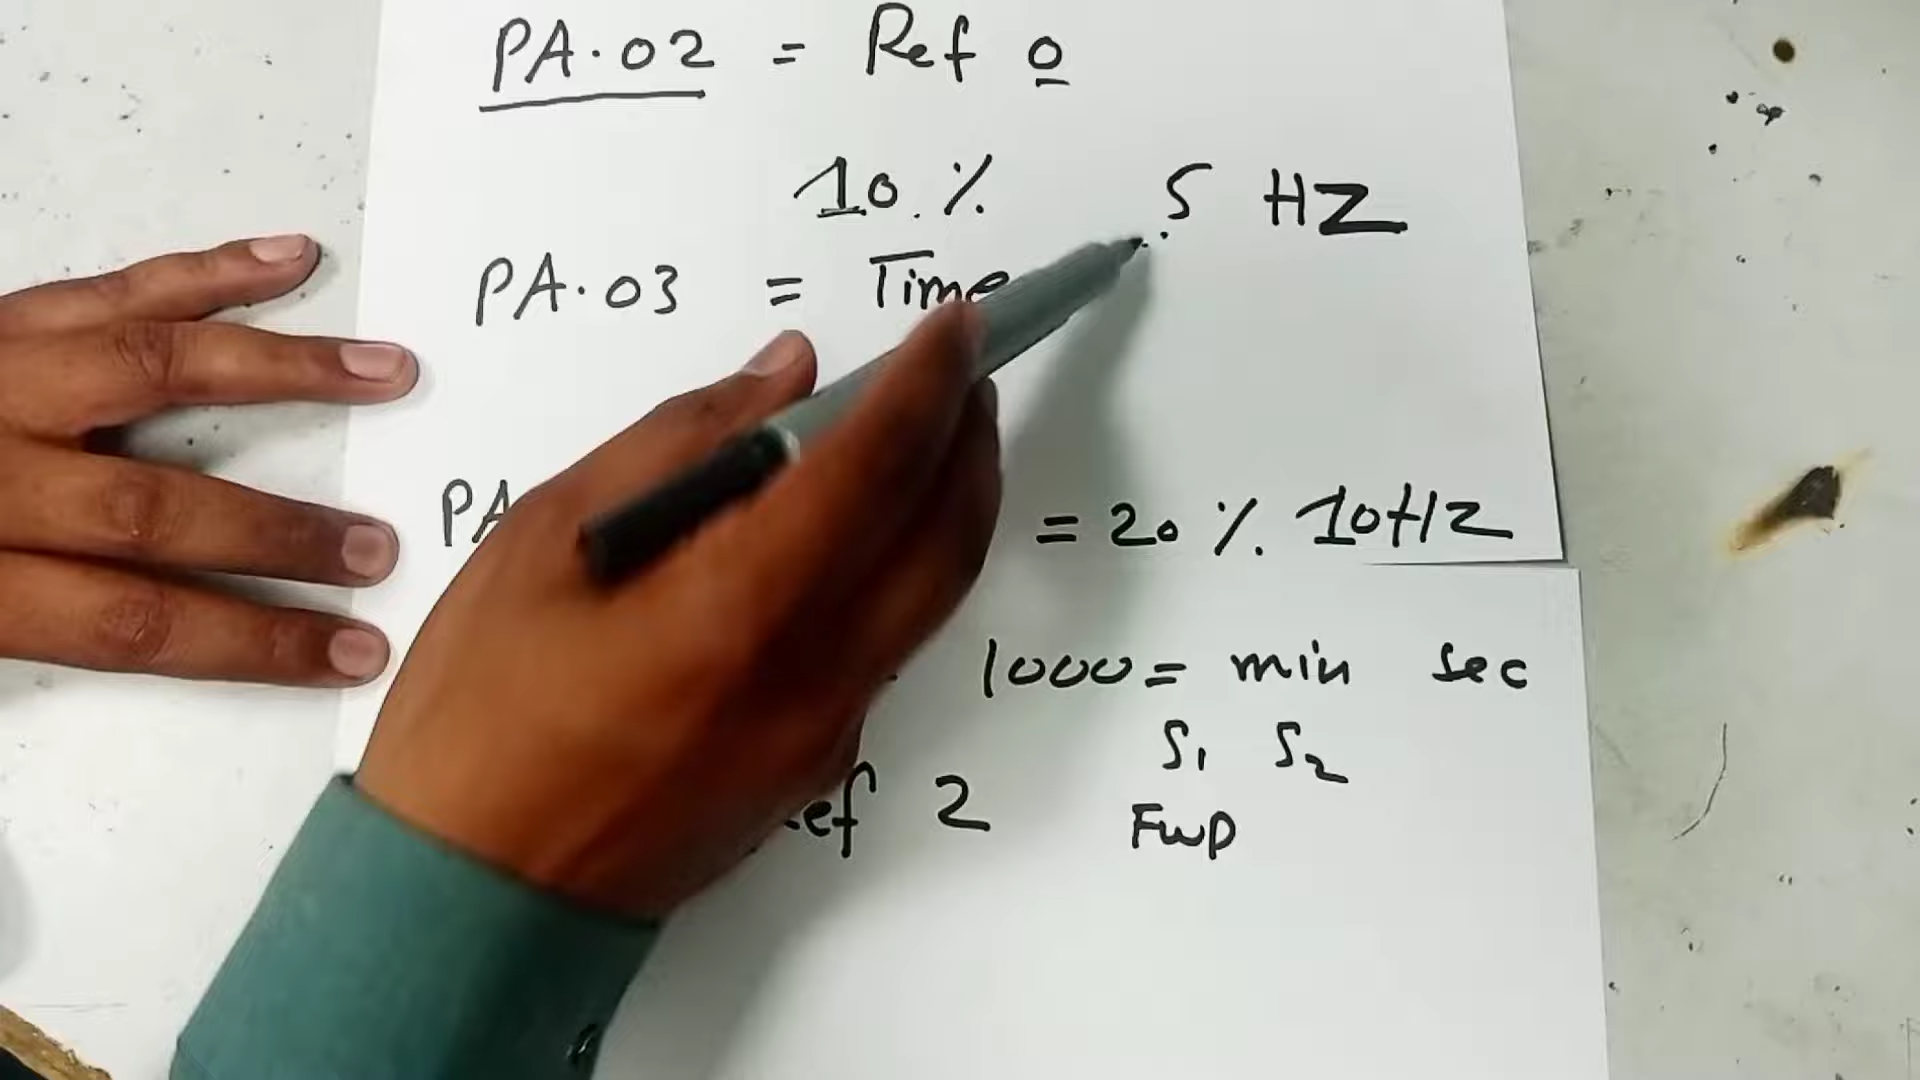 PA.02 = Ref 0
10 % 5 HZ
PA.03 = Time
PA = 20 % 10HZ
1000 = min sec
S1 S2
ef 2 FWD